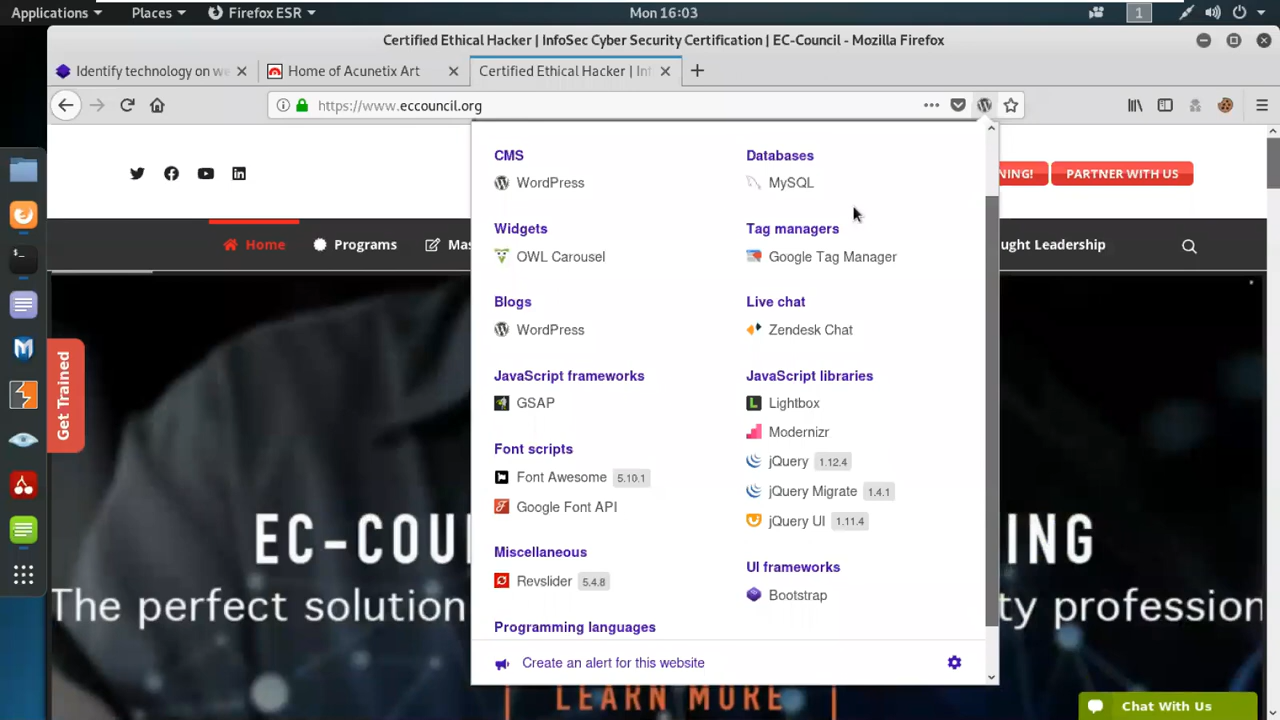 Applications Places Firefox ESR Mon 16:03 1
Certified Ethical Hacker | InfoSec Cyber Security Certification | EC-Council - Mozilla Firefox
Identify technology on we Home of Acunetix Art Certified Ethical Hacker | Inf
https://www.eccouncil.org
NING! PARTNER WITH US
Home Programs Mas ught Leadership
CMS
WordPress
Databases
MySQL
Widgets
OWL Carousel
Tag managers
Google Tag Manager
Blogs
WordPress
Live chat
Zendesk Chat
JavaScript frameworks
GSAP
JavaScript libraries
Lightbox
Modernizr
jQuery 1.12.4
jQuery Migrate 1.4.1
jQuery UI 1.11.4
Font scripts
Font Awesome 5.10.1
Google Font API
Miscellaneous
Revslider 5.4.8
UI frameworks
Bootstrap
Programming languages
Create an alert for this website
Get Trained
EC-COU ING
The perfect solution ty profession
LEARN MORE
Chat With Us